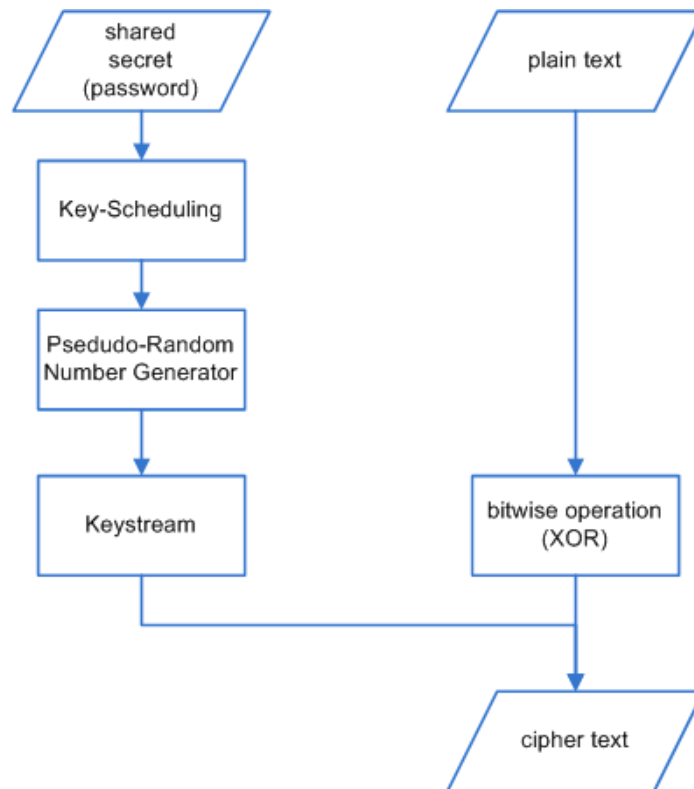 shared
secret
(password)
plain text
Key-Scheduling
Psedudo-Random
Number Generator
Keystream
bitwise operation
(XOR)
cipher text